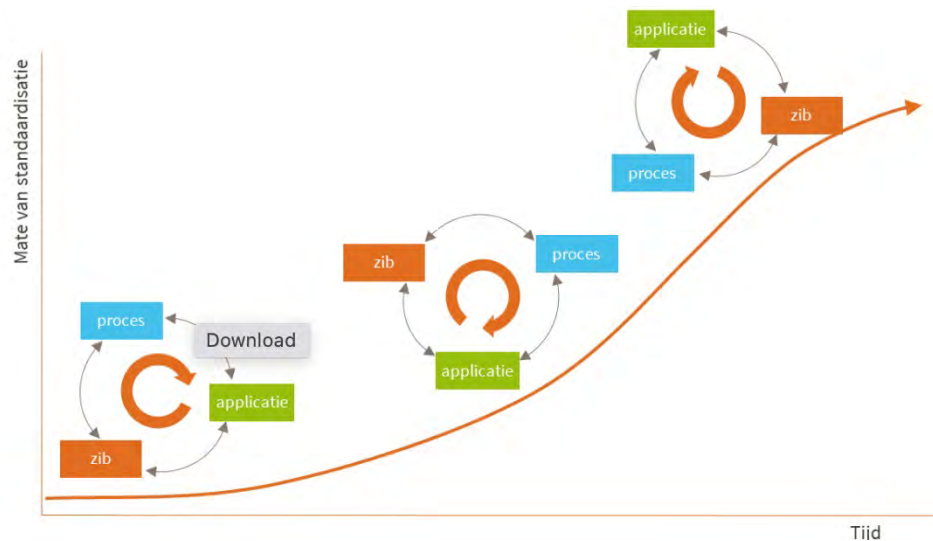 applicatie
zib
proces
Mate van standaardisatie
zib
proces
applicatie
proces
Download
applicatie
zib
Tijd